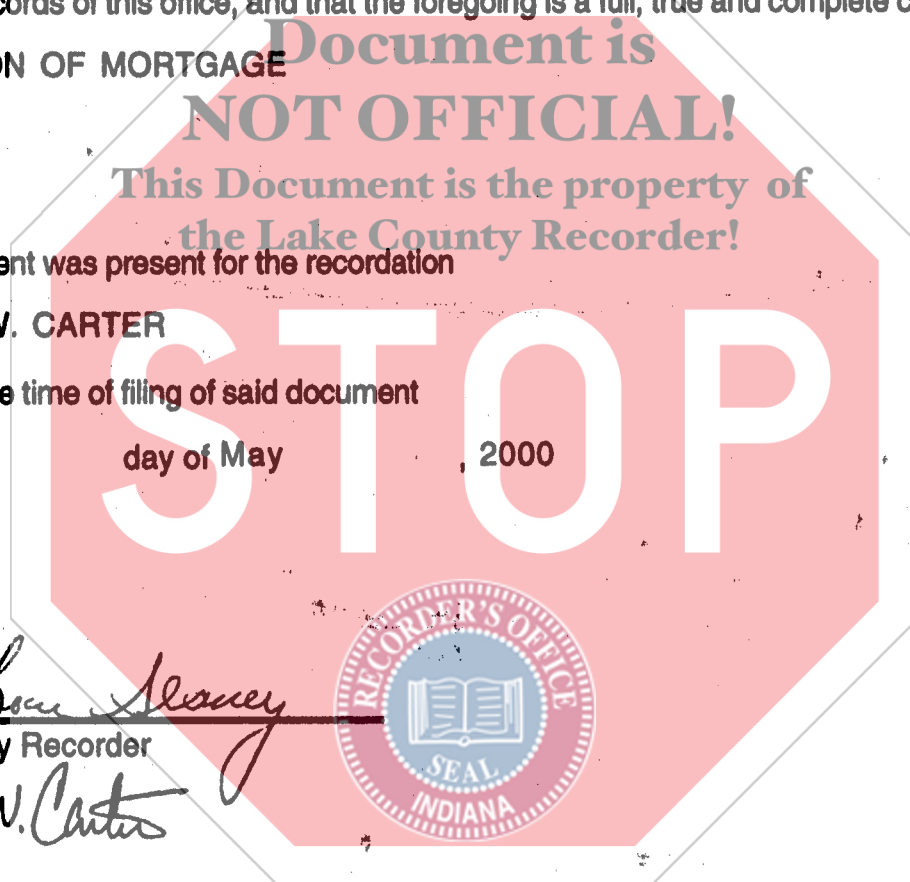 cords of this office, and that the foregoing is a full, true and complete c
ON OF MORTGAGE
Document is
NOT OFFICIAL!
This Document is the property of
the Lake County Recorder!
ent was present for the recordation
W. CARTER
e time of filing of said document
day of May , 2000
STOP
y Recorder
W. Carter
RECORDER'S OFFICE
SEAL
INDIANA